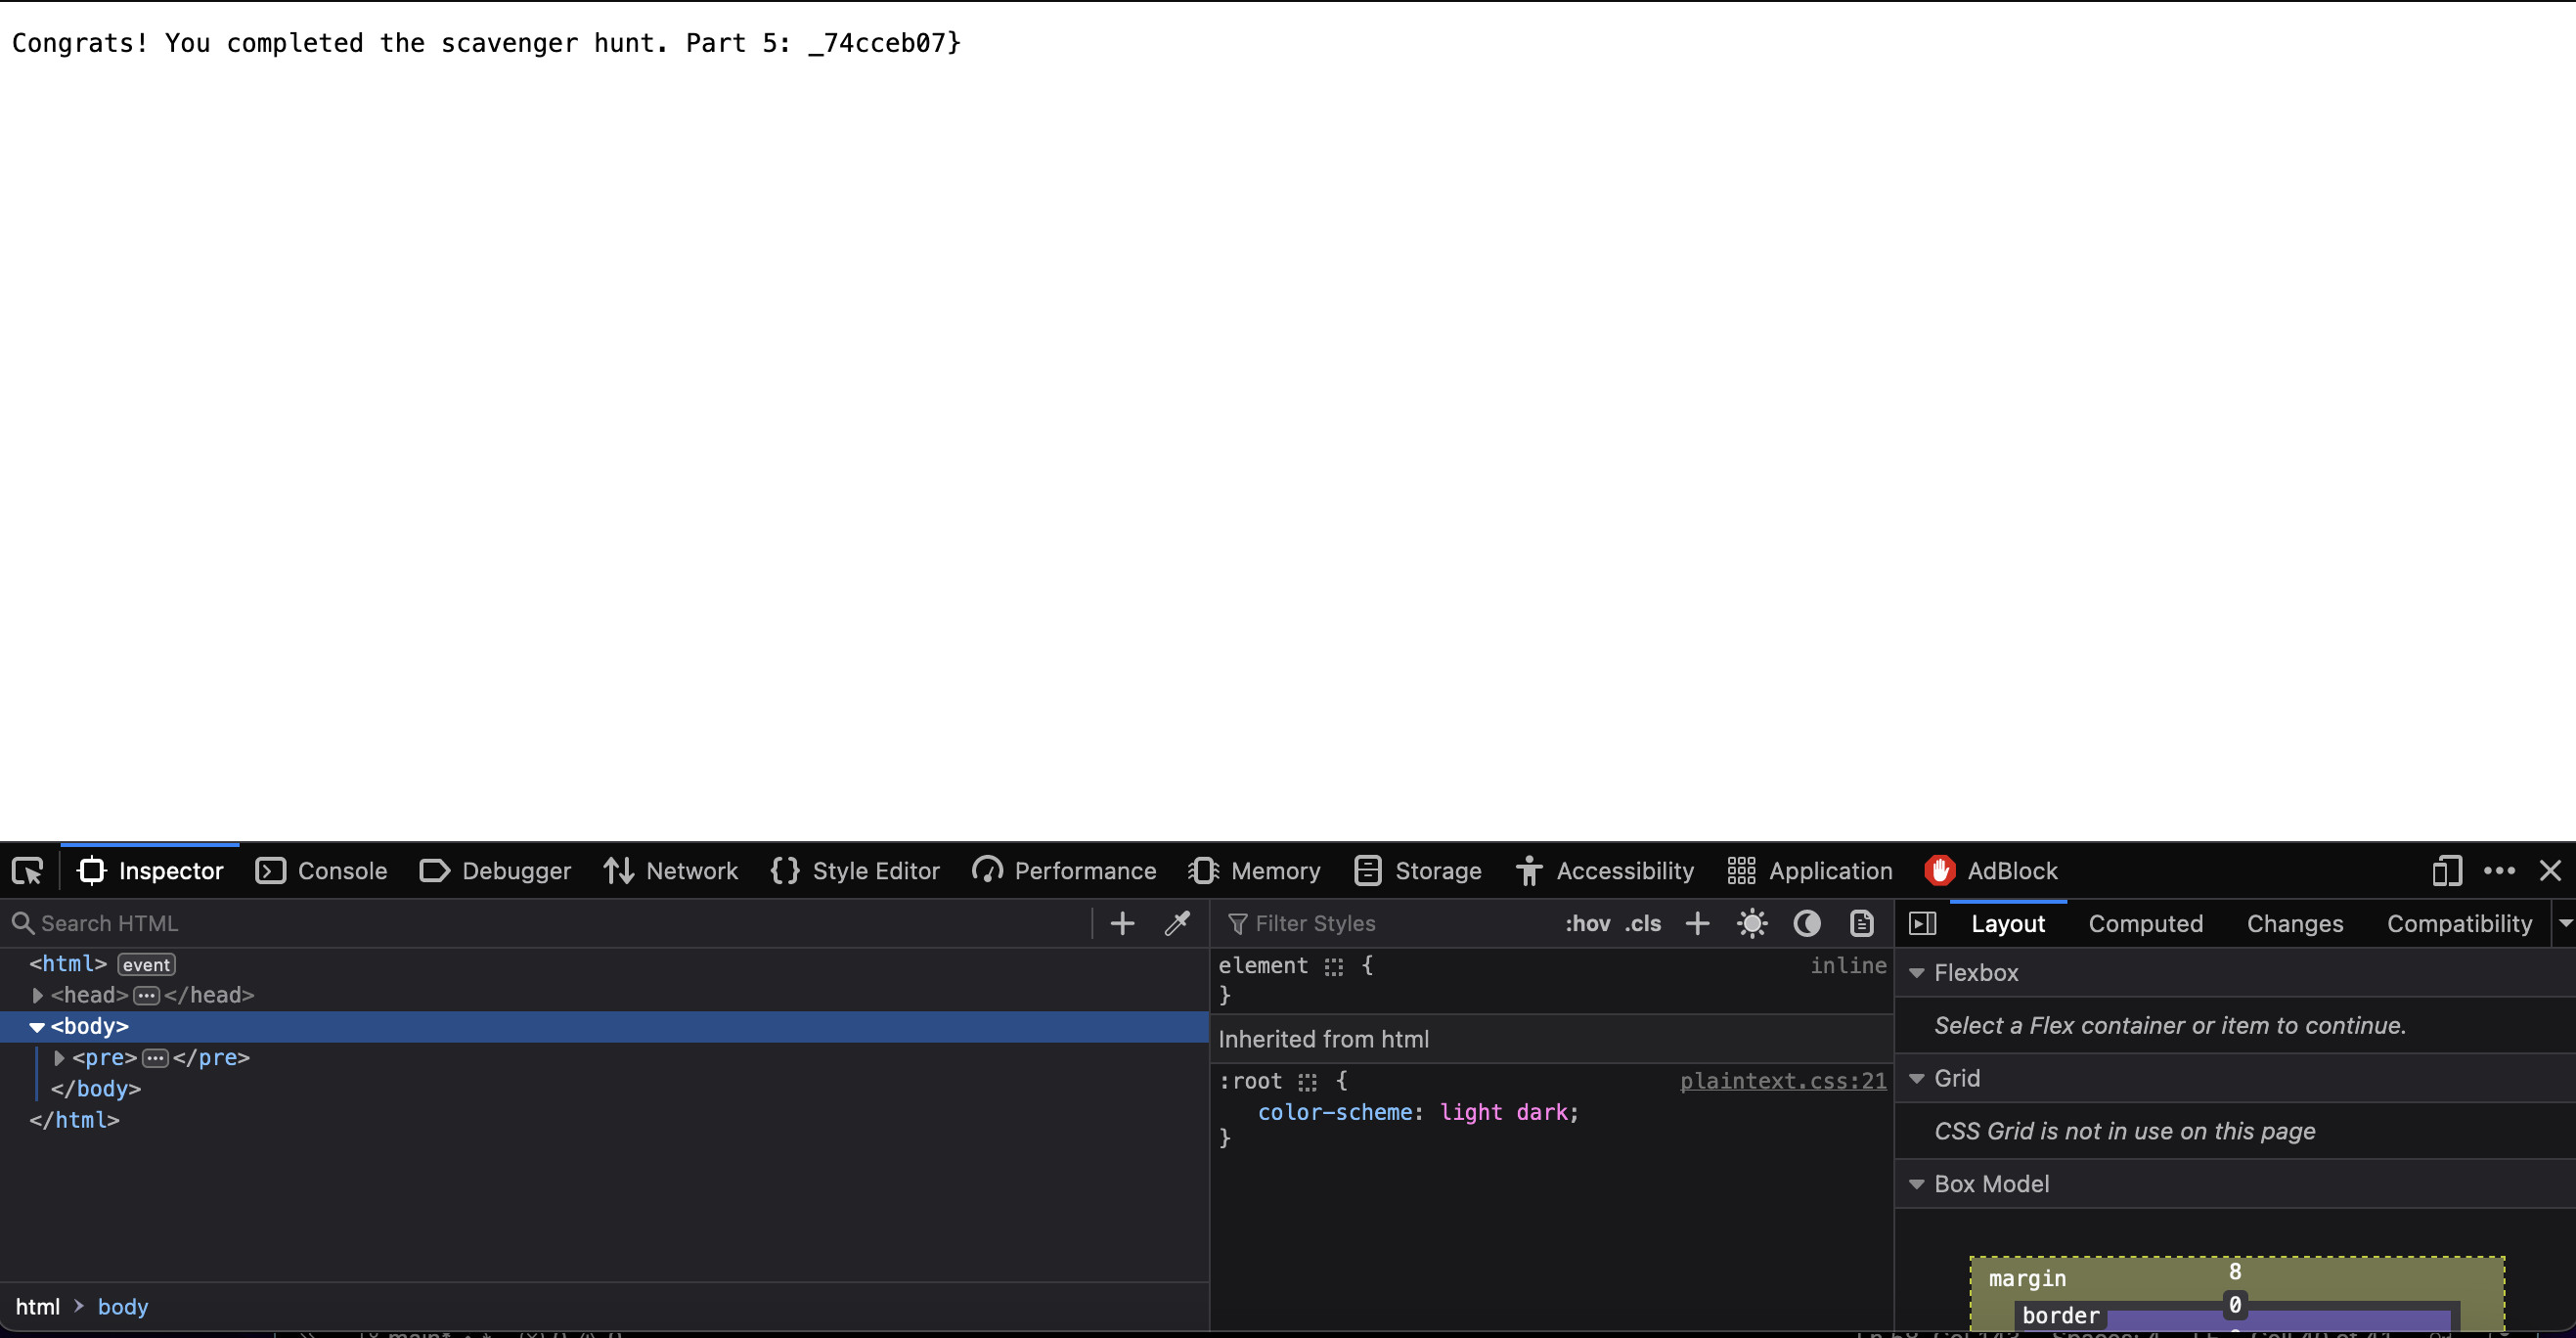 Congrats! You completed the scavenger hunt. Part 5: _74cceb07}
Inspector Console Debugger Network Style Editor Performance Memory Storage Accessibility Application AdBlock
Search HTML
<html> event
<head> </head>
<body>
<pre> </pre>
</body>
</html>
html > body
Filter Styles :hov .cls
element { inline
}
Inherited from html
:root { plaintext.css:21
color-scheme: light dark;
}
Layout Computed Changes Compatibility
Flexbox
Select a Flex container or item to continue.
Grid
CSS Grid is not in use on this page
Box Model
margin 8
border 0